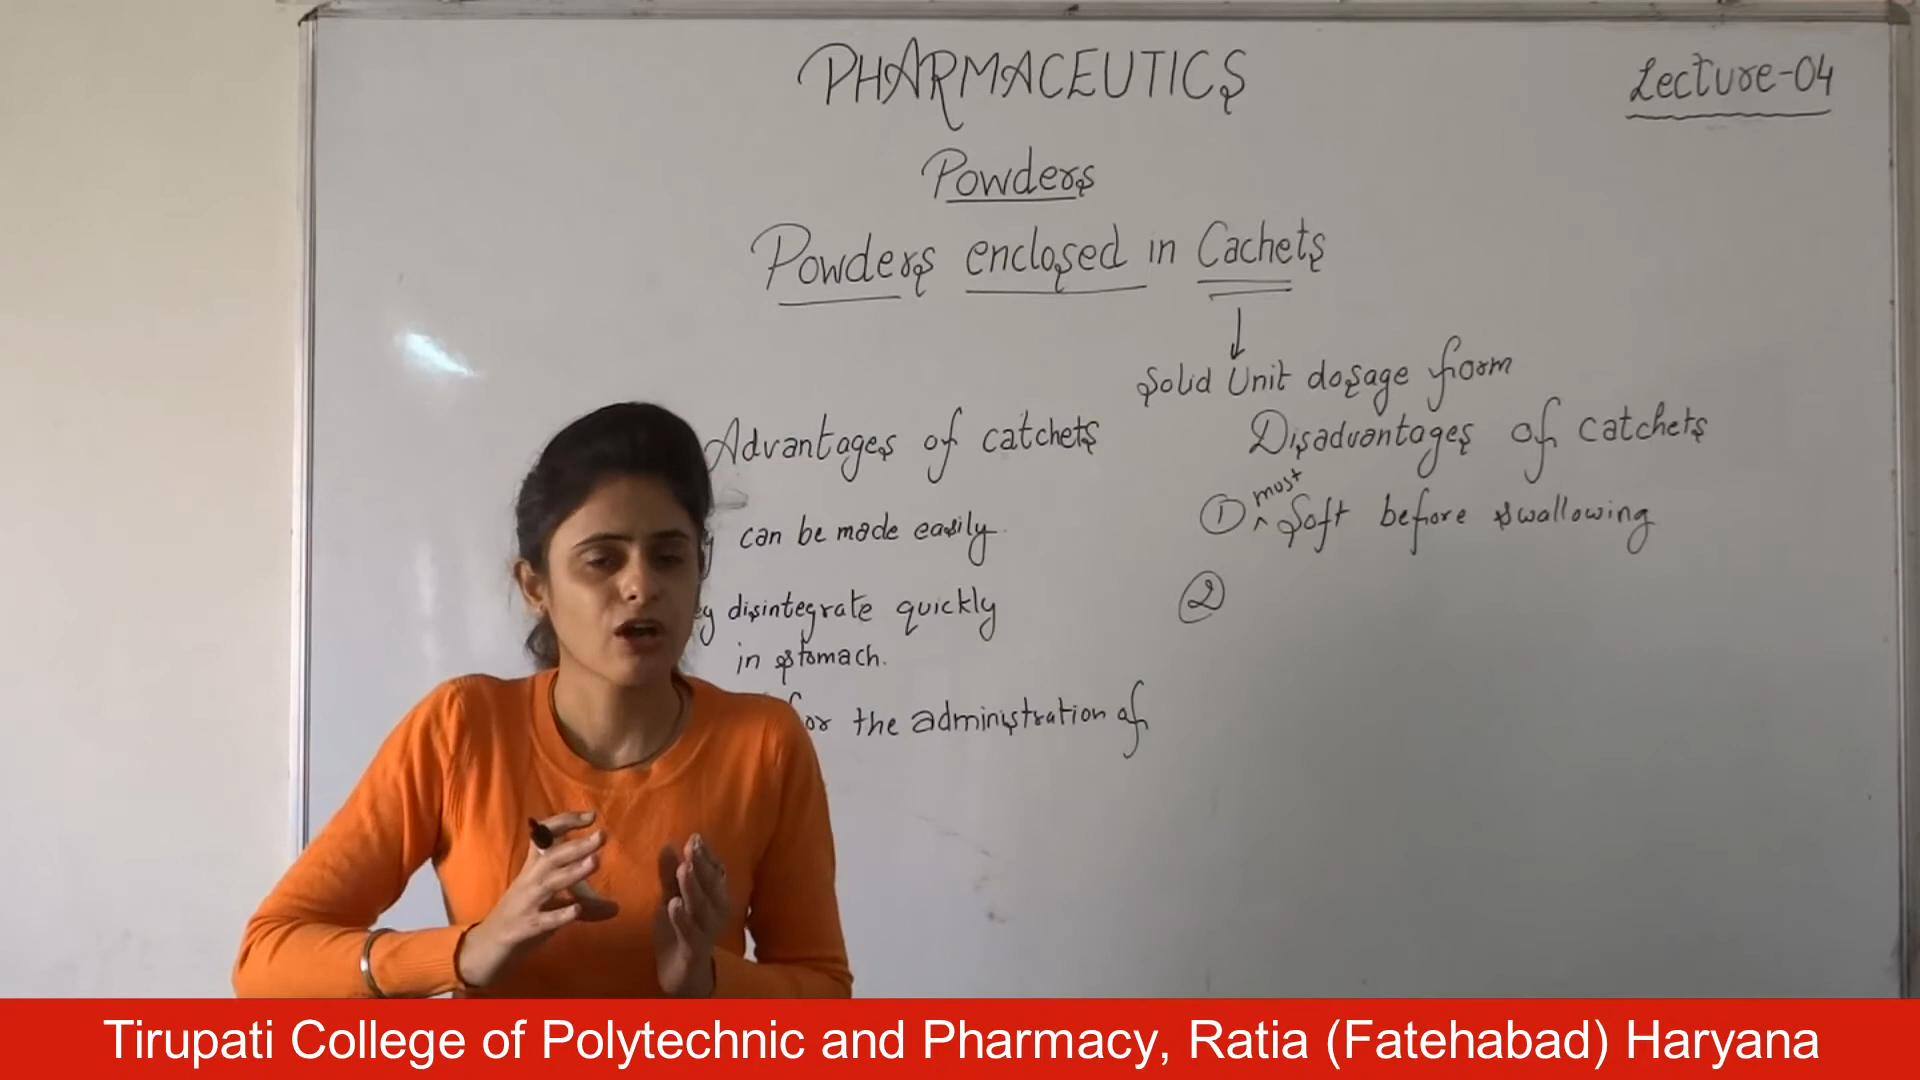 PHARMACEUTICS
Lecture-04
Powders
Powders enclosed in Cachets
Solid Unit dosage form
Advantages of catchets
can be made easily.
disintegrate quickly
in stomach.
for the administration of
Disadvantages of catchets
① must soft before swallowing
②
Tirupati College of Polytechnic and Pharmacy, Ratia (Fatehabad) Haryana